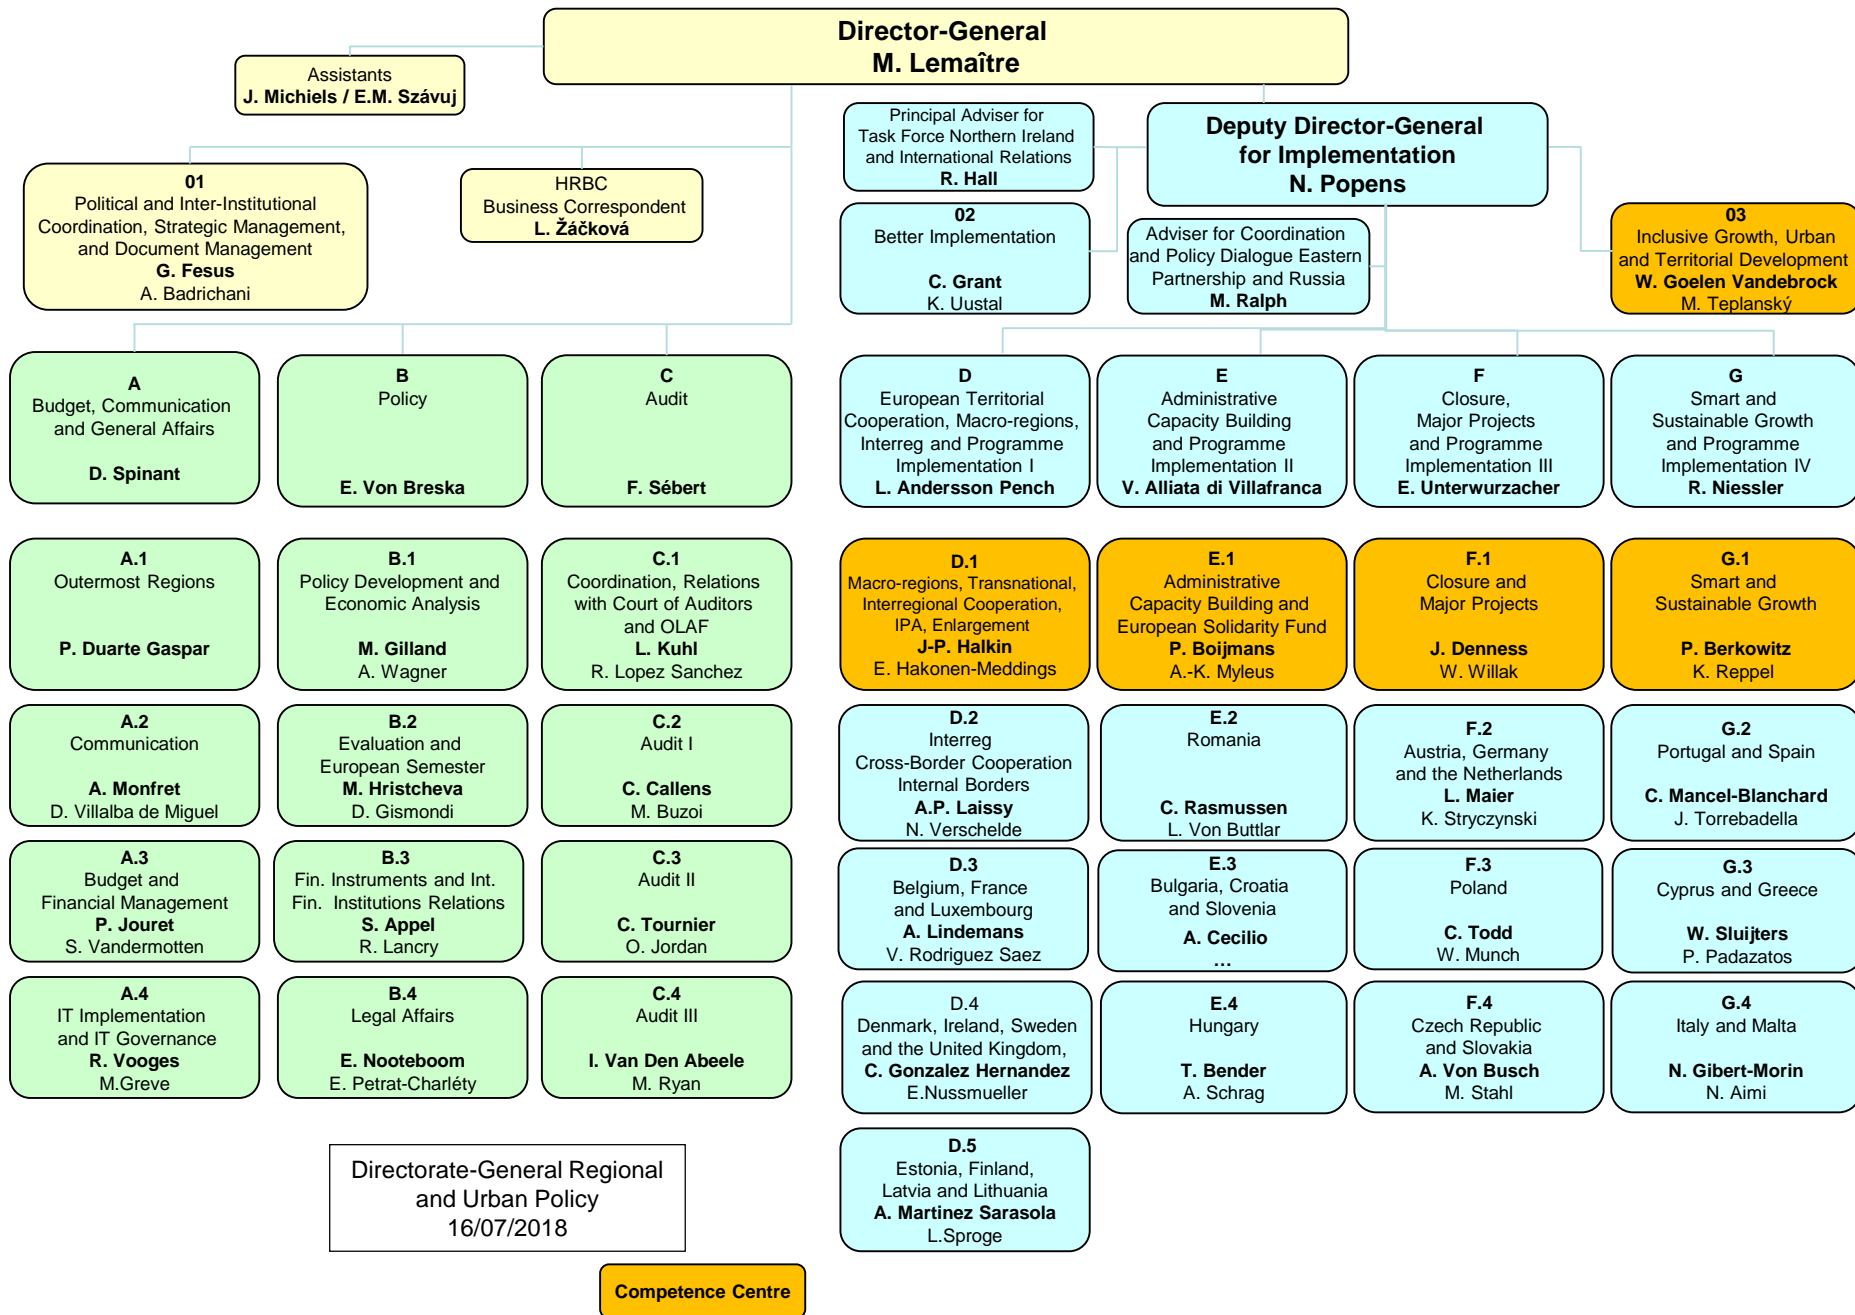 Director-General
M. Lemaître
Assistants
J. Michiels / E.M. Szávuj
Principal Adviser for
Task Force Northern Ireland
and International Relations
R. Hall
Deputy Director-General
for Implementation
N. Popens
01
Political and Inter-Institutional
Coordination, Strategic Management,
and Document Management
G. Fesus
A. Badrichani
HRBC
Business Correspondent
L. Žáčková
02
Better Implementation
C. Grant
K. Uustal
Adviser for Coordination
and Policy Dialogue Eastern
Partnership and Russia
M. Ralph
03
Inclusive Growth, Urban
and Territorial Development
W. Goelen Vandebrock
M. Teplanský
A
Budget, Communication
and General Affairs
D. Spinant
B
Policy
E. Von Breska
C
Audit
F. Sébert
D
European Territorial
Cooperation, Macro-regions,
Interreg and Programme
Implementation I
L. Andersson Pench
E
Administrative
Capacity Building
and Programme
Implementation II
V. Alliata di Villafranca
F
Closure,
Major Projects
and Programme
Implementation III
E. Unterwurzacher
G
Smart and
Sustainable Growth
and Programme
Implementation IV
R. Niessler
A.1
Outermost Regions
P. Duarte Gaspar
B.1
Policy Development and
Economic Analysis
M. Gilland
A. Wagner
C.1
Coordination, Relations
with Court of Auditors
and OLAF
L. Kuhl
R. Lopez Sanchez
D.1
Macro-regions, Transnational,
Interregional Cooperation,
IPA, Enlargement
J-P. Halkin
E. Hakonen-Meddings
E.1
Administrative
Capacity Building and
European Solidarity Fund
P. Boijmans
A.-K. Myleus
F.1
Closure and
Major Projects
J. Denness
W. Willak
G.1
Smart and
Sustainable Growth
P. Berkowitz
K. Reppel
A.2
Communication
A. Monfret
D. Villalba de Miguel
B.2
Evaluation and
European Semester
M. Hristcheva
D. Gismondi
C.2
Audit I
C. Callens
M. Buzoi
D.2
Interreg
Cross-Border Cooperation
Internal Borders
A.P. Laissy
N. Verschelde
E.2
Romania
C. Rasmussen
L. Von Buttlar
F.2
Austria, Germany
and the Netherlands
L. Maier
K. Stryczynski
G.2
Portugal and Spain
C. Mancel-Blanchard
J. Torrebadella
A.3
Budget and
Financial Management
P. Jouret
S. Vandermotten
B.3
Fin. Instruments and Int.
Fin. Institutions Relations
S. Appel
R. Lancry
C.3
Audit II
C. Tournier
O. Jordan
D.3
Belgium, France
and Luxembourg
A. Lindemans
V. Rodriguez Saez
E.3
Bulgaria, Croatia
and Slovenia
A. Cecilio
...
F.3
Poland
C. Todd
W. Munch
G.3
Cyprus and Greece
W. Sluijters
P. Padazatos
A.4
IT Implementation
and IT Governance
R. Vooges
M.Greve
B.4
Legal Affairs
E. Nooteboom
E. Petrat-Charléty
C.4
Audit III
I. Van Den Abeele
M. Ryan
D.4
Denmark, Ireland, Sweden
and the United Kingdom,
C. Gonzalez Hernandez
E.Nussmueller
E.4
Hungary
T. Bender
A. Schrag
F.4
Czech Republic
and Slovakia
A. Von Busch
M. Stahl
G.4
Italy and Malta
N. Gibert-Morin
N. Aimi
D.5
Estonia, Finland,
Latvia and Lithuania
A. Martinez Sarasola
L.Sproge
Directorate-General Regional
and Urban Policy
16/07/2018
Competence Centre